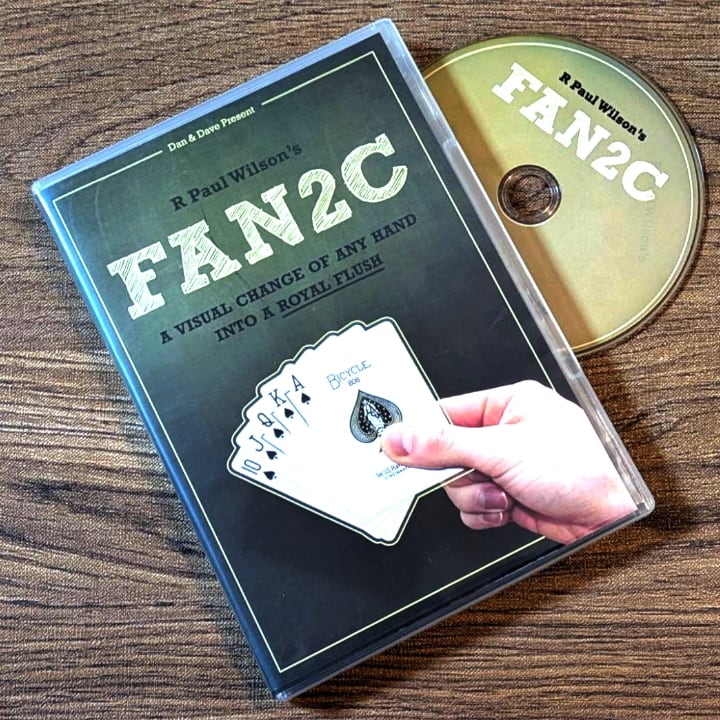 Dan & Dave Present
R Paul Wilson's
FAN2C
A VISUAL CHANGE OF ANY HAND
INTO A ROYAL FLUSH
10
J
Q
K
A
BICYCLE
808
R Paul Wilson's
FAN2C